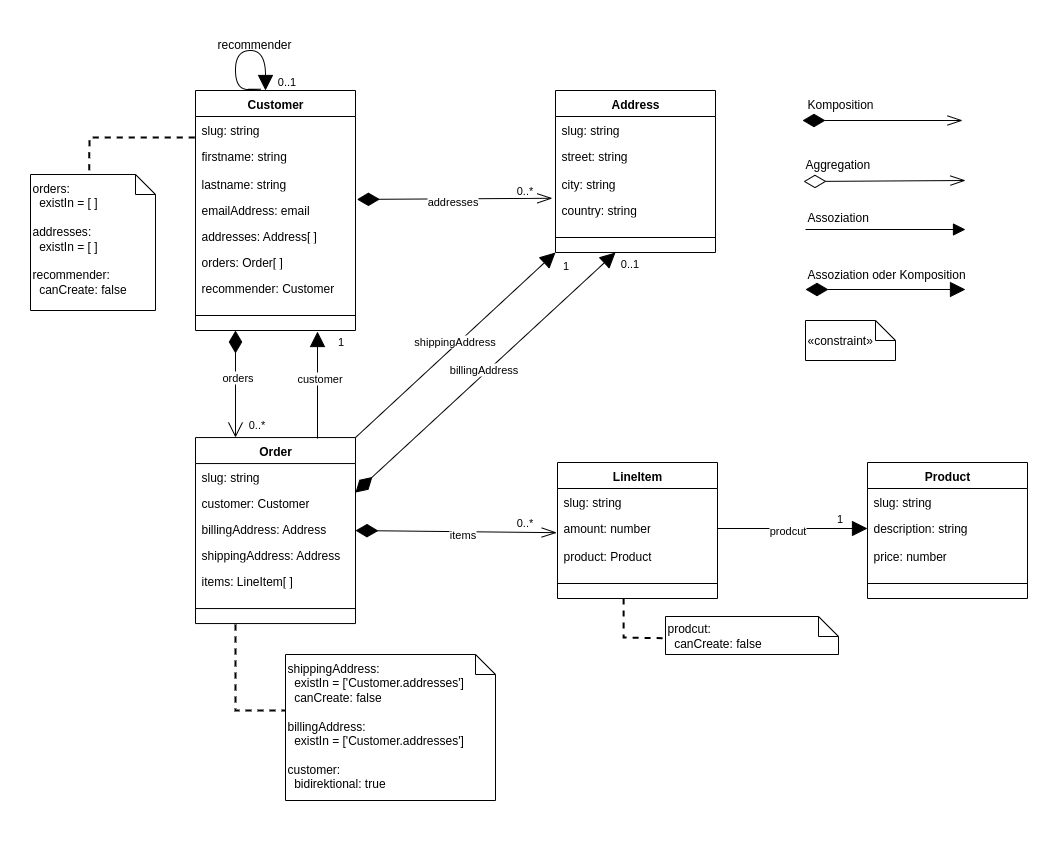 recommender
0..1
Customer
slug: string
firstname: string
lastname: string
emailAddress: email
addresses: Address[ ]
orders: Order[ ]
recommender: Customer
orders:
existIn = [ ]
addresses:
existIn = [ ]
recommender:
canCreate: false
addresses
0..*
Address
slug: string
street: string
city: string
country: string
1
0..1
shippingAddress
billingAddress
orders
0..*
customer
1
Order
slug: string
customer: Customer
billingAddress: Address
shippingAddress: Address
items: LineItem[ ]
items
0..*
LineItem
slug: string
amount: number
product: Product
prodcut
1
Product
slug: string
description: string
price: number
prodcut:
canCreate: false
shippingAddress:
existIn = ['Customer.addresses']
canCreate: false
billingAddress:
existIn = ['Customer.addresses']
customer:
bidirektional: true
Komposition
Aggregation
Assoziation
Assoziation oder Komposition
«constraint»